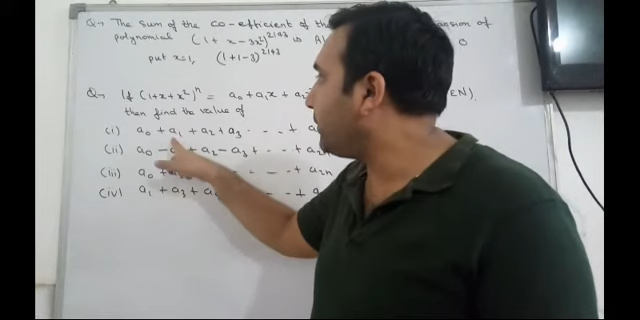 Q→ The Sum of the CO-efficient of the expansion of
polynomial (1 + x - 3x²)²¹⁴³ is
put x=1, (1+1-3)²¹⁴³ 0
Q→ If (1+x+x²)ⁿ = a₀ + a₁x + EN).
then find the value of
(i) a₀ + a₁ + a₂ + a₃ - - - +
(ii) a₀ - + a₂ - a₃ + - - + a₂ₙ
(iii) a₀ + - - - + a₂ₙ
(iv) a₁ + a₃ + - - - +